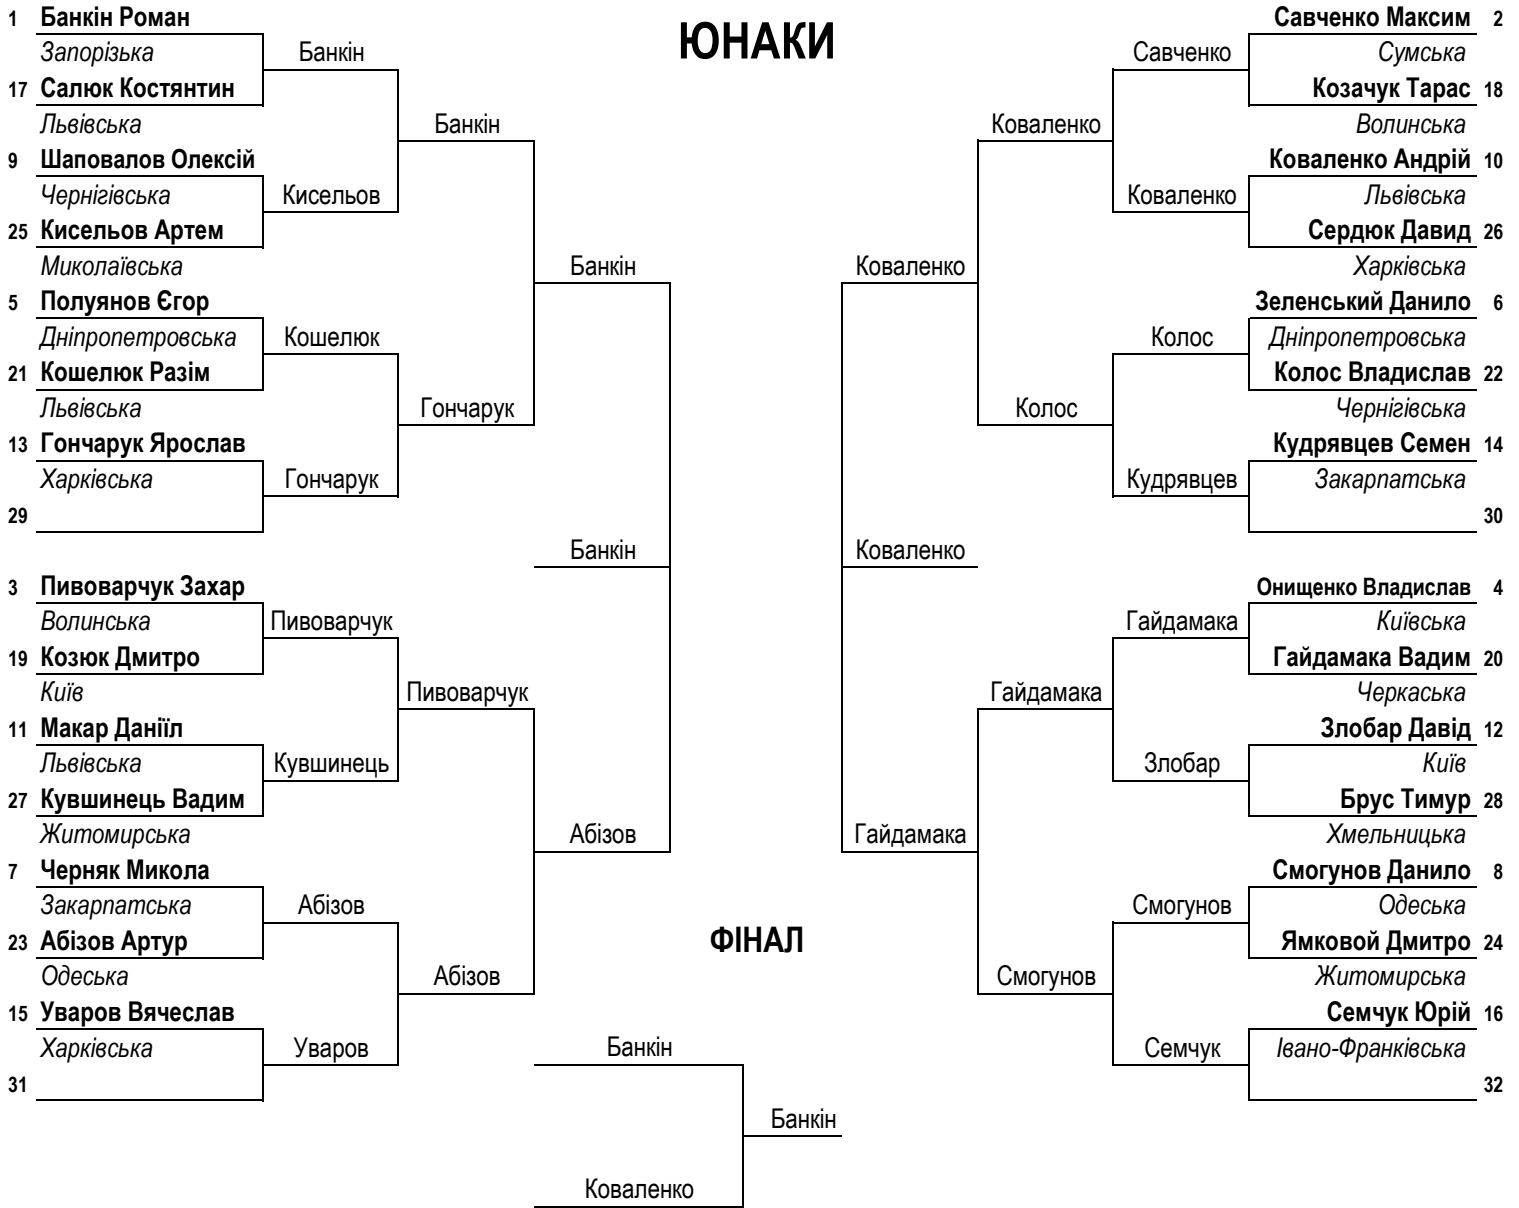 ЮНАКИ
1 Банкін Роман
Запорізька
17 Салюк Костянтин
Львівська
9 Шаповалов Олексій
Чернігівська
25 Кисельов Артем
Миколаївська
5 Полуянов Єгор
Дніпропетровська
21 Кошелюк Разім
Львівська
13 Гончарук Ярослав
Харківська
29
3 Пивоварчук Захар
Волинська
19 Козюк Дмитро
Київ
11 Макар Даніїл
Львівська
27 Кувшинець Вадим
Житомирська
7 Черняк Микола
Закарпатська
23 Абізов Артур
Одеська
15 Уваров Вячеслав
Харківська
31
Банкін
Кисельов
Кошелюк
Гончарук
Пивоварчук
Кувшинець
Абізов
Уваров
Банкін
Гончарук
Пивоварчук
Абізов
Банкін
Банкін
Абізов
Коваленко
Коваленко
Гайдамака
Коваленко
Колос
Гайдамака
Смогунов
Савченко
Коваленко
Колос
Кудрявцев
Гайдамака
Злобар
Смогунов
Семчук
Савченко Максим 2
Сумська
Козачук Тарас 18
Волинська
Коваленко Андрій 10
Львівська
Сердюк Давид 26
Харківська
Зеленський Данило 6
Дніпропетровська
Колос Владислав 22
Чернігівська
Кудрявцев Семен 14
Закарпатська
30
Онищенко Владислав 4
Київська
Гайдамака Вадим 20
Черкаська
Злобар Давід 12
Київ
Брус Тимур 28
Хмельницька
Смогунов Данило 8
Одеська
Ямковой Дмитро 24
Житомирська
Семчук Юрій 16
Івано-Франківська
32
ФІНАЛ
Банкін
Банкін
Коваленко